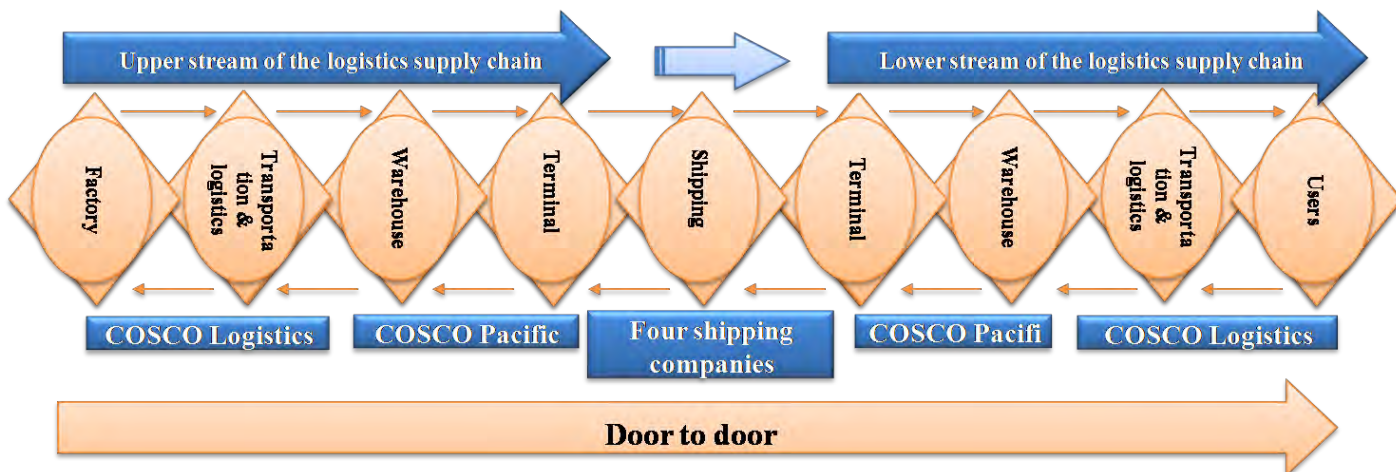 Upper stream of the logistics supply chain
Lower stream of the logistics supply chain
Factory
Transporta
tion &
logistics
Warehouse
Terminal
Shipping
Terminal
Warehouse
Transporta
tion &
logistics
Users
COSCO Logistics
COSCO Pacific
Four shipping
companies
COSCO Pacifi
COSCO Logistics
Door to door